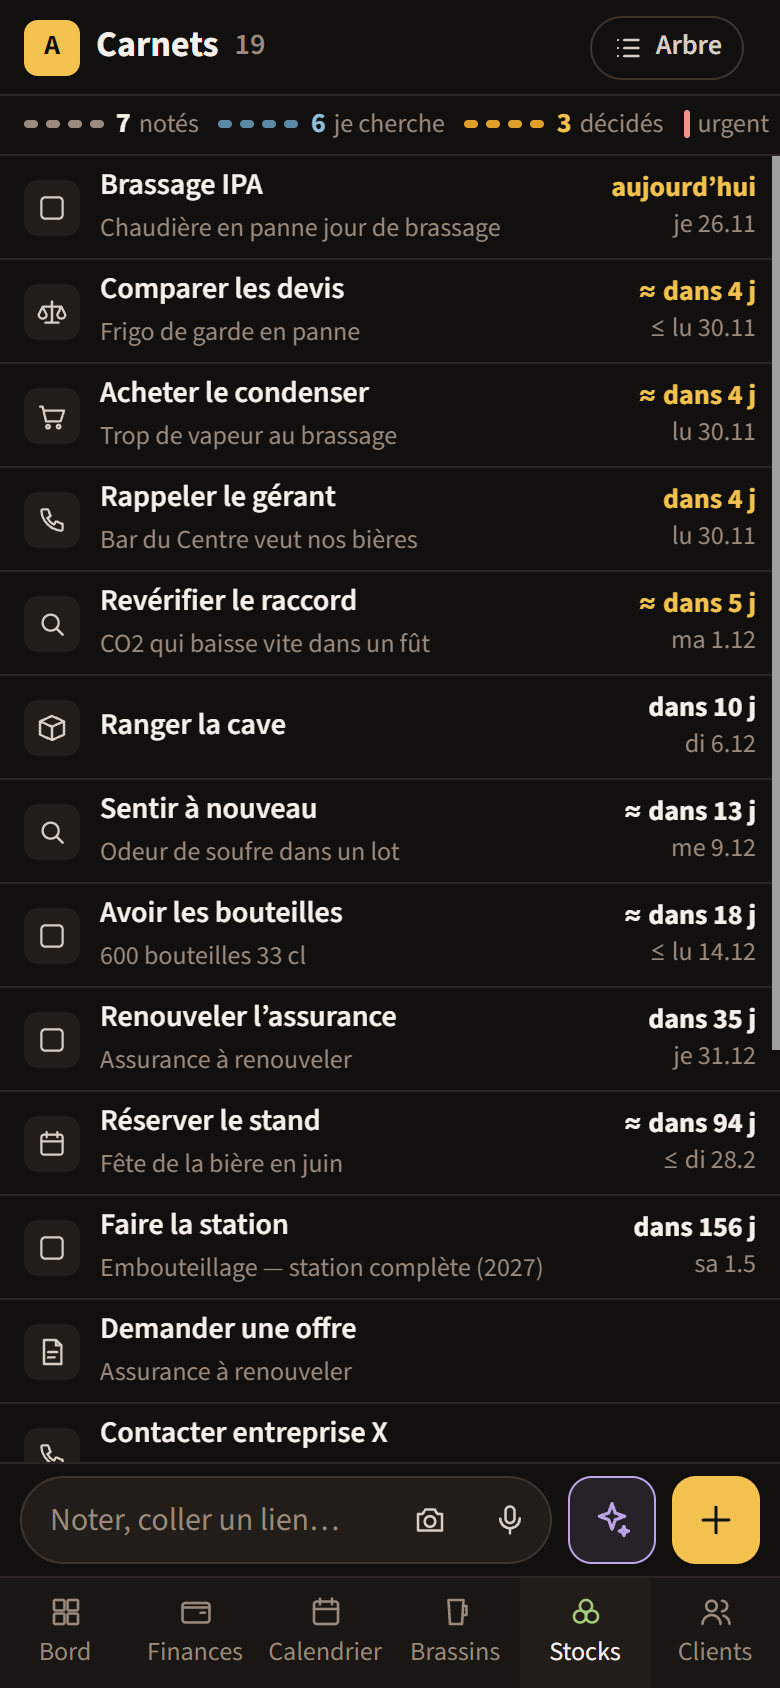 A Carnets 19 Arbre
7 notés 6 je cherche 3 décidés urgent
Brassage IPA aujourd’hui
Chaudière en panne jour de brassage je 26.11
Comparer les devis ≈ dans 4 j
Frigo de garde en panne ≤ lu 30.11
Acheter le condenser ≈ dans 4 j
Trop de vapeur au brassage lu 30.11
Rappeler le gérant dans 4 j
Bar du Centre veut nos bières lu 30.11
Revérifier le raccord ≈ dans 5 j
CO2 qui baisse vite dans un fût ma 1.12
Ranger la cave dans 10 j
di 6.12
Sentir à nouveau ≈ dans 13 j
Odeur de soufre dans un lot me 9.12
Avoir les bouteilles ≈ dans 18 j
600 bouteilles 33 cl ≤ lu 14.12
Renouveler l’assurance dans 35 j
Assurance à renouveler je 31.12
Réserver le stand ≈ dans 94 j
Fête de la bière en juin ≤ di 28.2
Faire la station dans 156 j
Embouteillage — station complète (2027) sa 1.5
Demander une offre
Assurance à renouveler
Contacter entreprise X
Noter, coller un lien…
Bord Finances Calendrier Brassins Stocks Clients